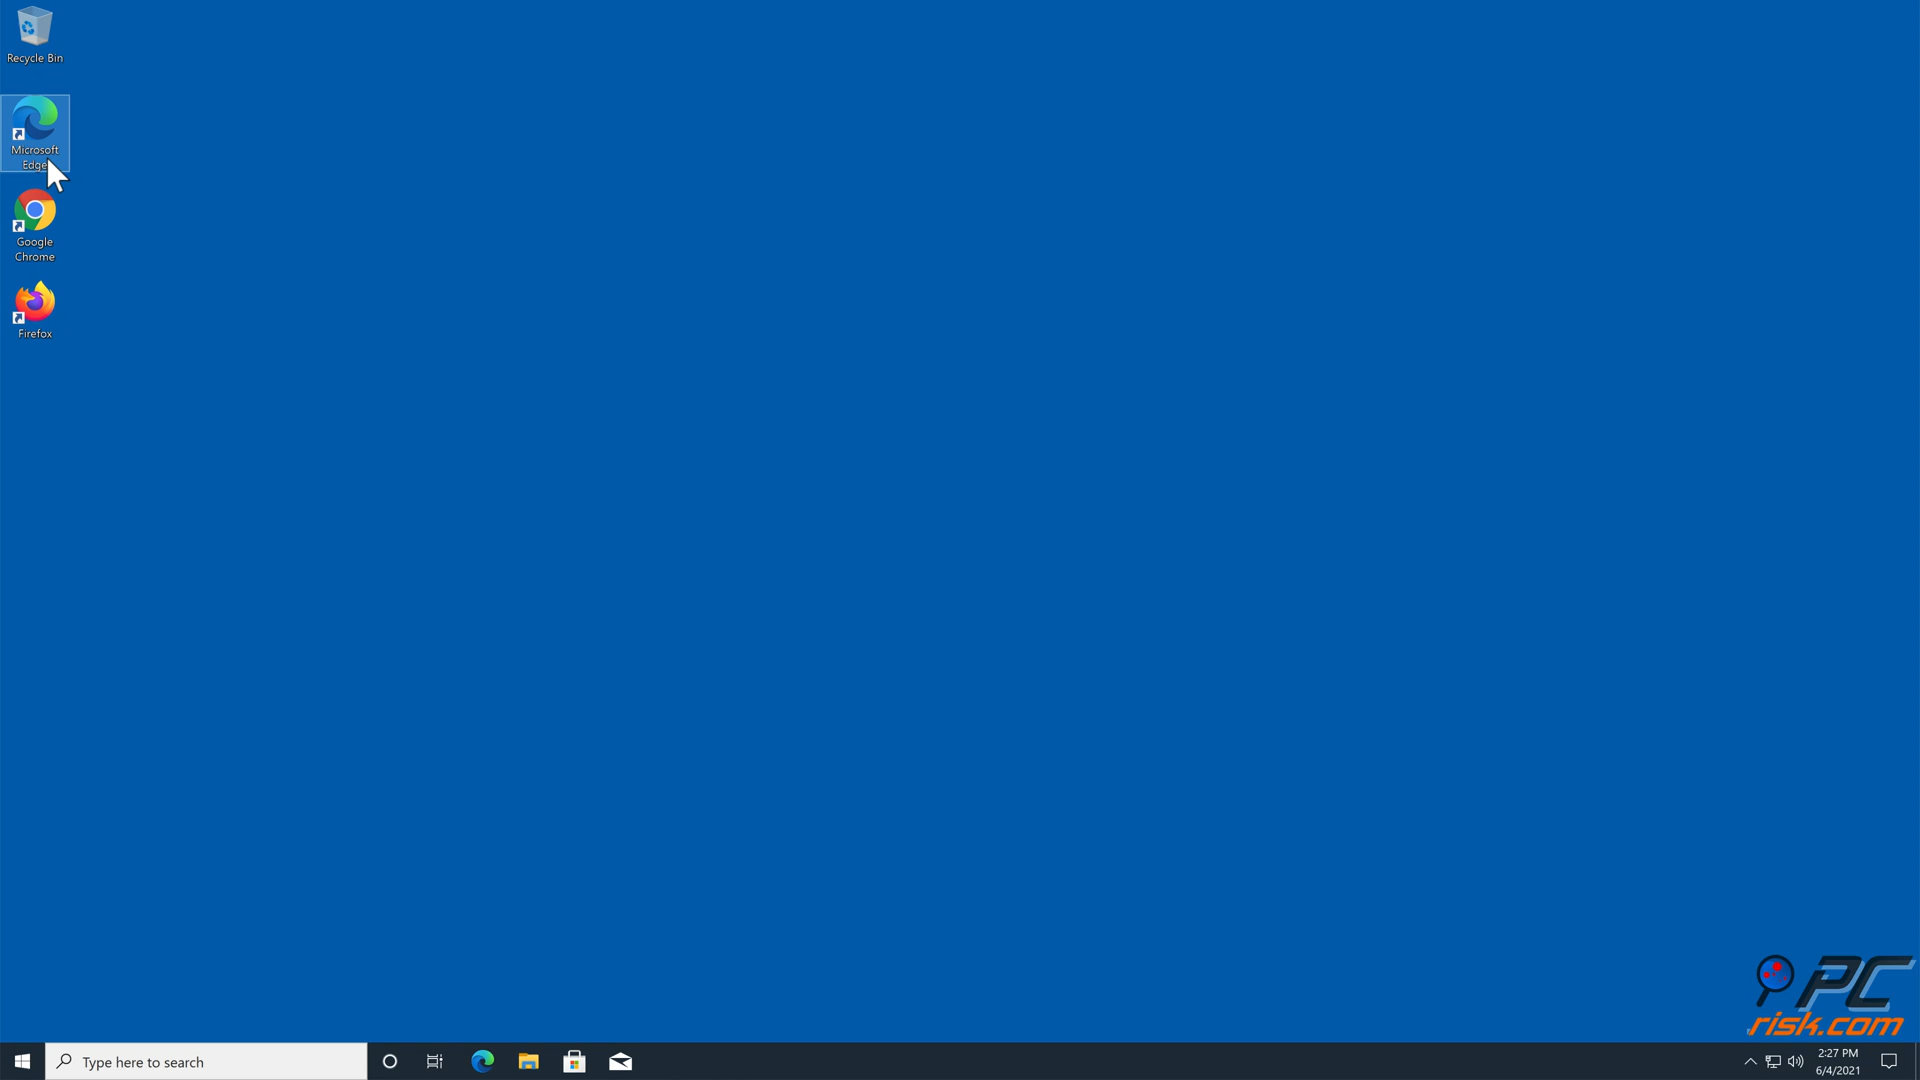 Recycle Bin
Microsoft
Edge
Google
Chrome
Firefox
PC
risk.com
Type here to search
2:27 PM
6/4/2021